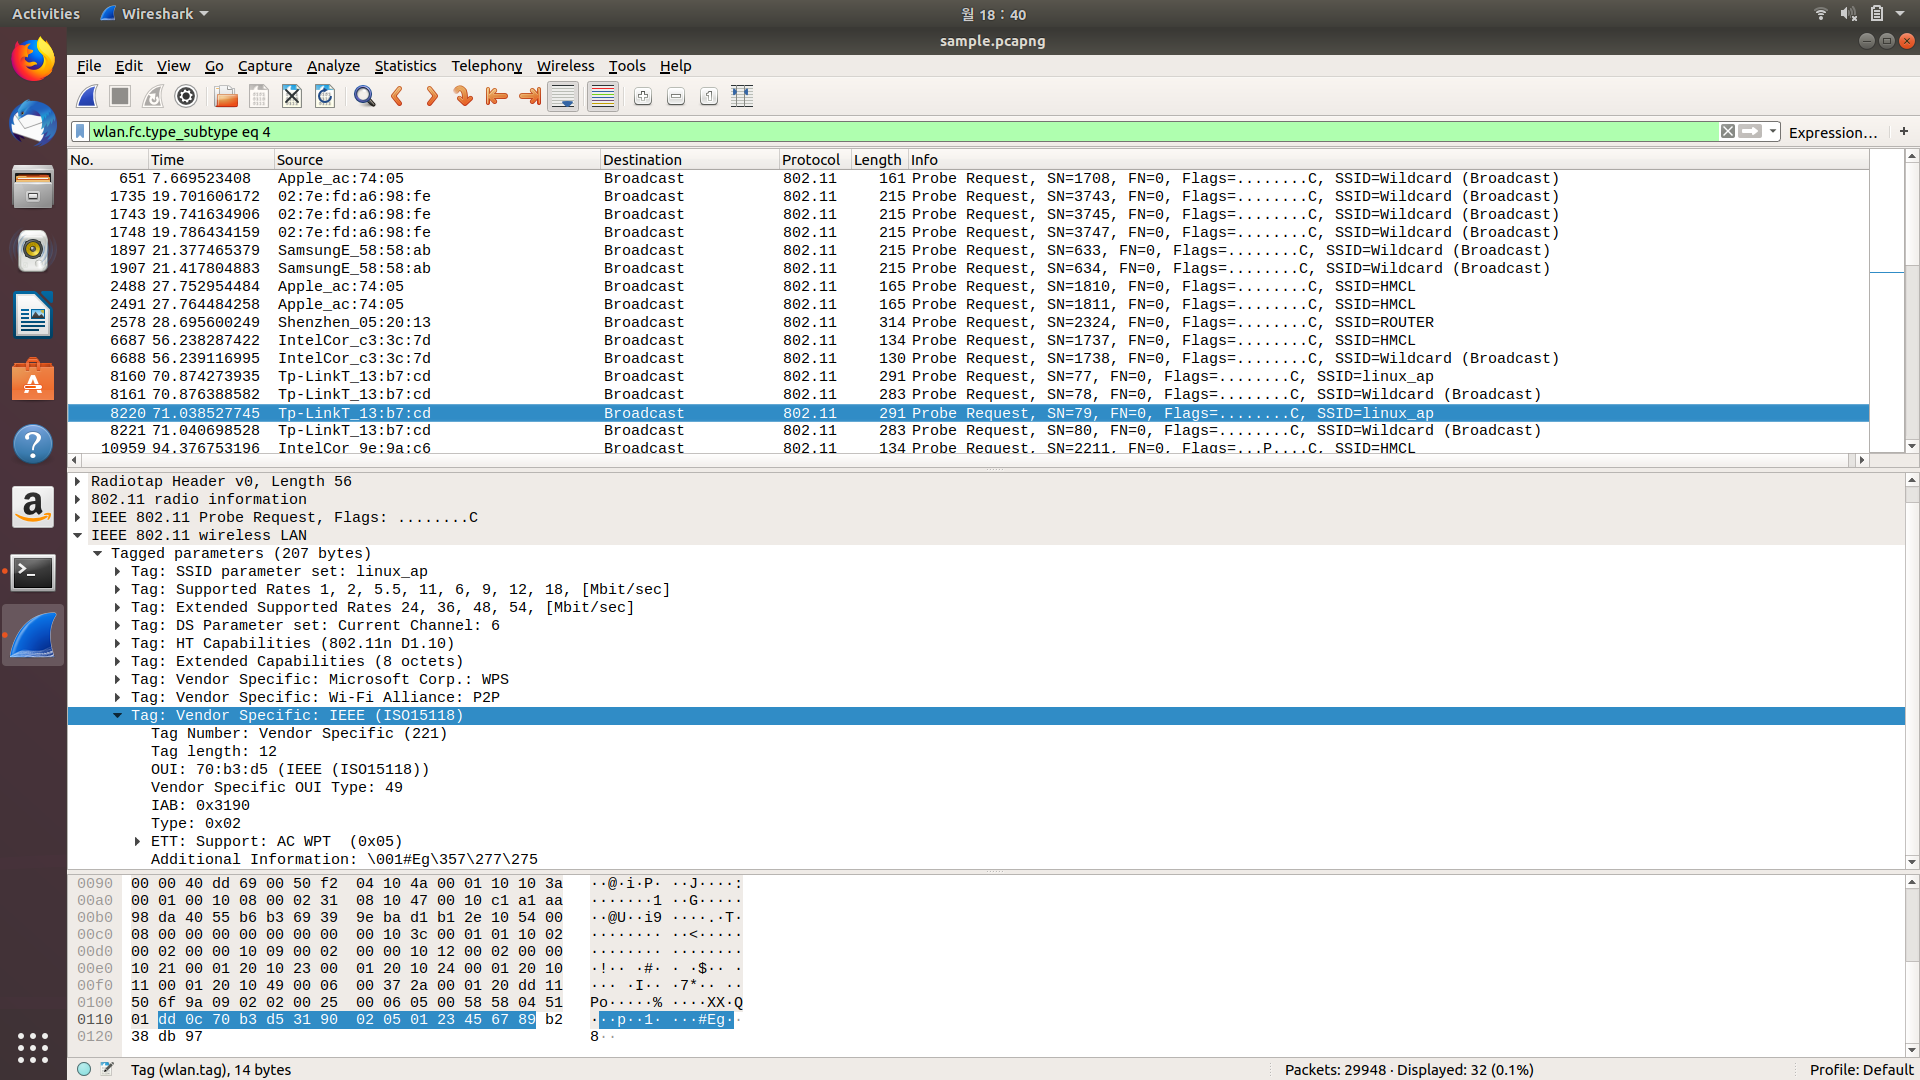 Activities Wireshark 월 18 : 40
sample.pcapng
File Edit View Go Capture Analyze Statistics Telephony Wireless Tools Help
wlan.fc.type_subtype eq 4 Expression… +
No. Time Source Destination Protocol Length Info
651 7.669523408 Apple_ac:74:05 Broadcast 802.11 161 Probe Request, SN=1708, FN=0, Flags=........C, SSID=Wildcard (Broadcast)
1735 19.701606172 02:7e:fd:a6:98:fe Broadcast 802.11 215 Probe Request, SN=3743, FN=0, Flags=........C, SSID=Wildcard (Broadcast)
1743 19.741634906 02:7e:fd:a6:98:fe Broadcast 802.11 215 Probe Request, SN=3745, FN=0, Flags=........C, SSID=Wildcard (Broadcast)
1748 19.786434159 02:7e:fd:a6:98:fe Broadcast 802.11 215 Probe Request, SN=3747, FN=0, Flags=........C, SSID=Wildcard (Broadcast)
1897 21.377465379 SamsungE_58:58:ab Broadcast 802.11 215 Probe Request, SN=633, FN=0, Flags=........C, SSID=Wildcard (Broadcast)
1907 21.417804883 SamsungE_58:58:ab Broadcast 802.11 215 Probe Request, SN=634, FN=0, Flags=........C, SSID=Wildcard (Broadcast)
2488 27.752954484 Apple_ac:74:05 Broadcast 802.11 165 Probe Request, SN=1810, FN=0, Flags=........C, SSID=HMCL
2491 27.764484258 Apple_ac:74:05 Broadcast 802.11 165 Probe Request, SN=1811, FN=0, Flags=........C, SSID=HMCL
2578 28.695600249 Shenzhen_05:20:13 Broadcast 802.11 314 Probe Request, SN=2324, FN=0, Flags=........C, SSID=ROUTER
6687 56.238287422 IntelCor_c3:3c:7d Broadcast 802.11 134 Probe Request, SN=1737, FN=0, Flags=........C, SSID=HMCL
6688 56.239116995 IntelCor_c3:3c:7d Broadcast 802.11 130 Probe Request, SN=1738, FN=0, Flags=........C, SSID=Wildcard (Broadcast)
8160 70.874273935 Tp-LinkT_13:b7:cd Broadcast 802.11 291 Probe Request, SN=77, FN=0, Flags=........C, SSID=linux_ap
8161 70.876388582 Tp-LinkT_13:b7:cd Broadcast 802.11 283 Probe Request, SN=78, FN=0, Flags=........C, SSID=Wildcard (Broadcast)
8220 71.038527745 Tp-LinkT_13:b7:cd Broadcast 802.11 291 Probe Request, SN=79, FN=0, Flags=........C, SSID=linux_ap
8221 71.040698528 Tp-LinkT_13:b7:cd Broadcast 802.11 283 Probe Request, SN=80, FN=0, Flags=........C, SSID=Wildcard (Broadcast)
10959 94.376753196 IntelCor_9e:9a:c6 Broadcast 802.11 134 Probe Request, SN=2211, FN=0, Flags=...P....C, SSID=HMCL
Radiotap Header v0, Length 56
802.11 radio information
IEEE 802.11 Probe Request, Flags: ........C
IEEE 802.11 wireless LAN
Tagged parameters (207 bytes)
Tag: SSID parameter set: linux_ap
Tag: Supported Rates 1, 2, 5.5, 11, 6, 9, 12, 18, [Mbit/sec]
Tag: Extended Supported Rates 24, 36, 48, 54, [Mbit/sec]
Tag: DS Parameter set: Current Channel: 6
Tag: HT Capabilities (802.11n D1.10)
Tag: Extended Capabilities (8 octets)
Tag: Vendor Specific: Microsoft Corp.: WPS
Tag: Vendor Specific: Wi-Fi Alliance: P2P
Tag: Vendor Specific: IEEE (ISO15118)
Tag Number: Vendor Specific (221)
Tag length: 12
OUI: 70:b3:d5 (IEEE (ISO15118))
Vendor Specific OUI Type: 49
IAB: 0x3190
Type: 0x02
ETT: Support: AC WPT (0x05)
Additional Information: \001#Eg\357\277\275
0090 00 00 40 dd 69 00 50 f2 04 10 4a 00 01 10 10 3a ··@·i·P· ··J····:
00a0 00 01 00 10 08 00 02 31 08 10 47 00 10 c1 a1 aa ·······1 ··G·····
00b0 98 da 40 55 b6 b3 69 39 9e ba d1 b1 2e 10 54 00 ··@U··i9 ····.·T·
00c0 08 00 00 00 00 00 00 00 00 10 3c 00 01 01 10 02 ········ ··<·····
00d0 00 02 00 00 10 09 00 02 00 00 10 12 00 02 00 00 ········ ········
00e0 10 21 00 01 20 10 23 00 01 20 10 24 00 01 20 10 ·!·· ·#· · ·$·· ·
00f0 11 00 01 20 10 49 00 06 00 37 2a 00 01 20 dd 11 ··· ·I·· ·7*·· ··
0100 50 6f 9a 09 02 02 00 25 00 06 05 00 58 58 04 51 Po·····% ····XX·Q
0110 01 dd 0c 70 b3 d5 31 90 02 05 01 23 45 67 89 b2 ···p··1· ···#Eg··
0120 38 db 97 8··
Tag (wlan.tag), 14 bytes Packets: 29948 · Displayed: 32 (0.1%) Profile: Default